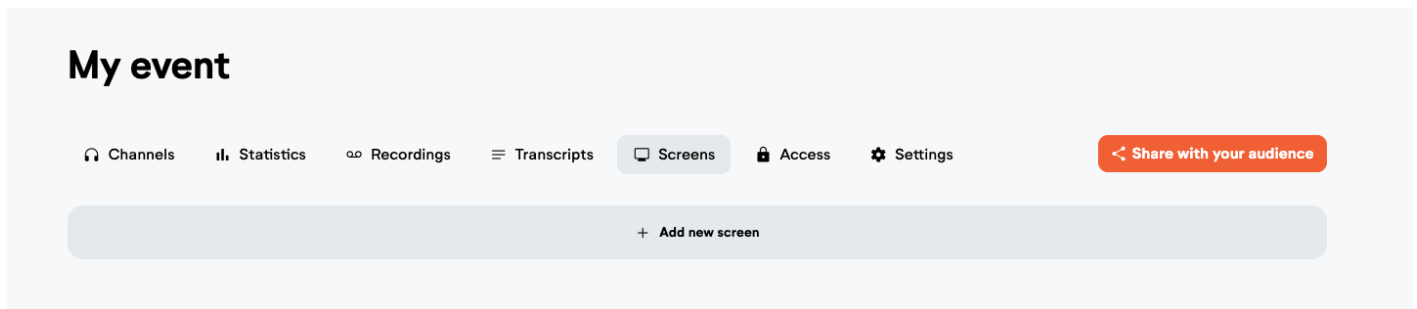 My event
Channels Statistics Recordings Transcripts Screens Access Settings Share with your audience
+ Add new screen